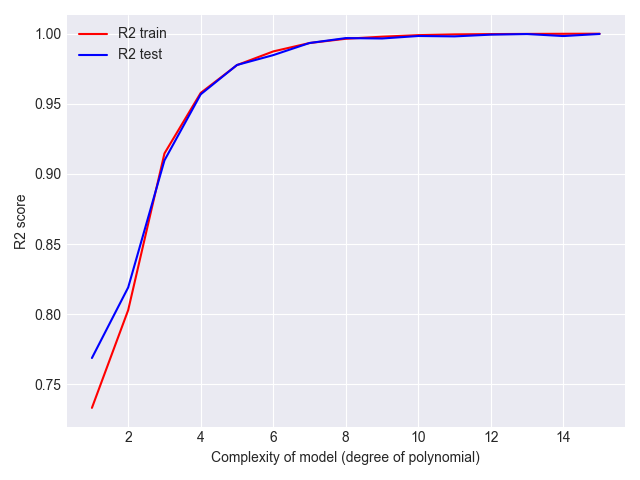 R2 train
R2 test
1.00
0.95
0.90
0.85
0.80
0.75
R2 score
2 4 6 8 10 12 14
Complexity of model (degree of polynomial)